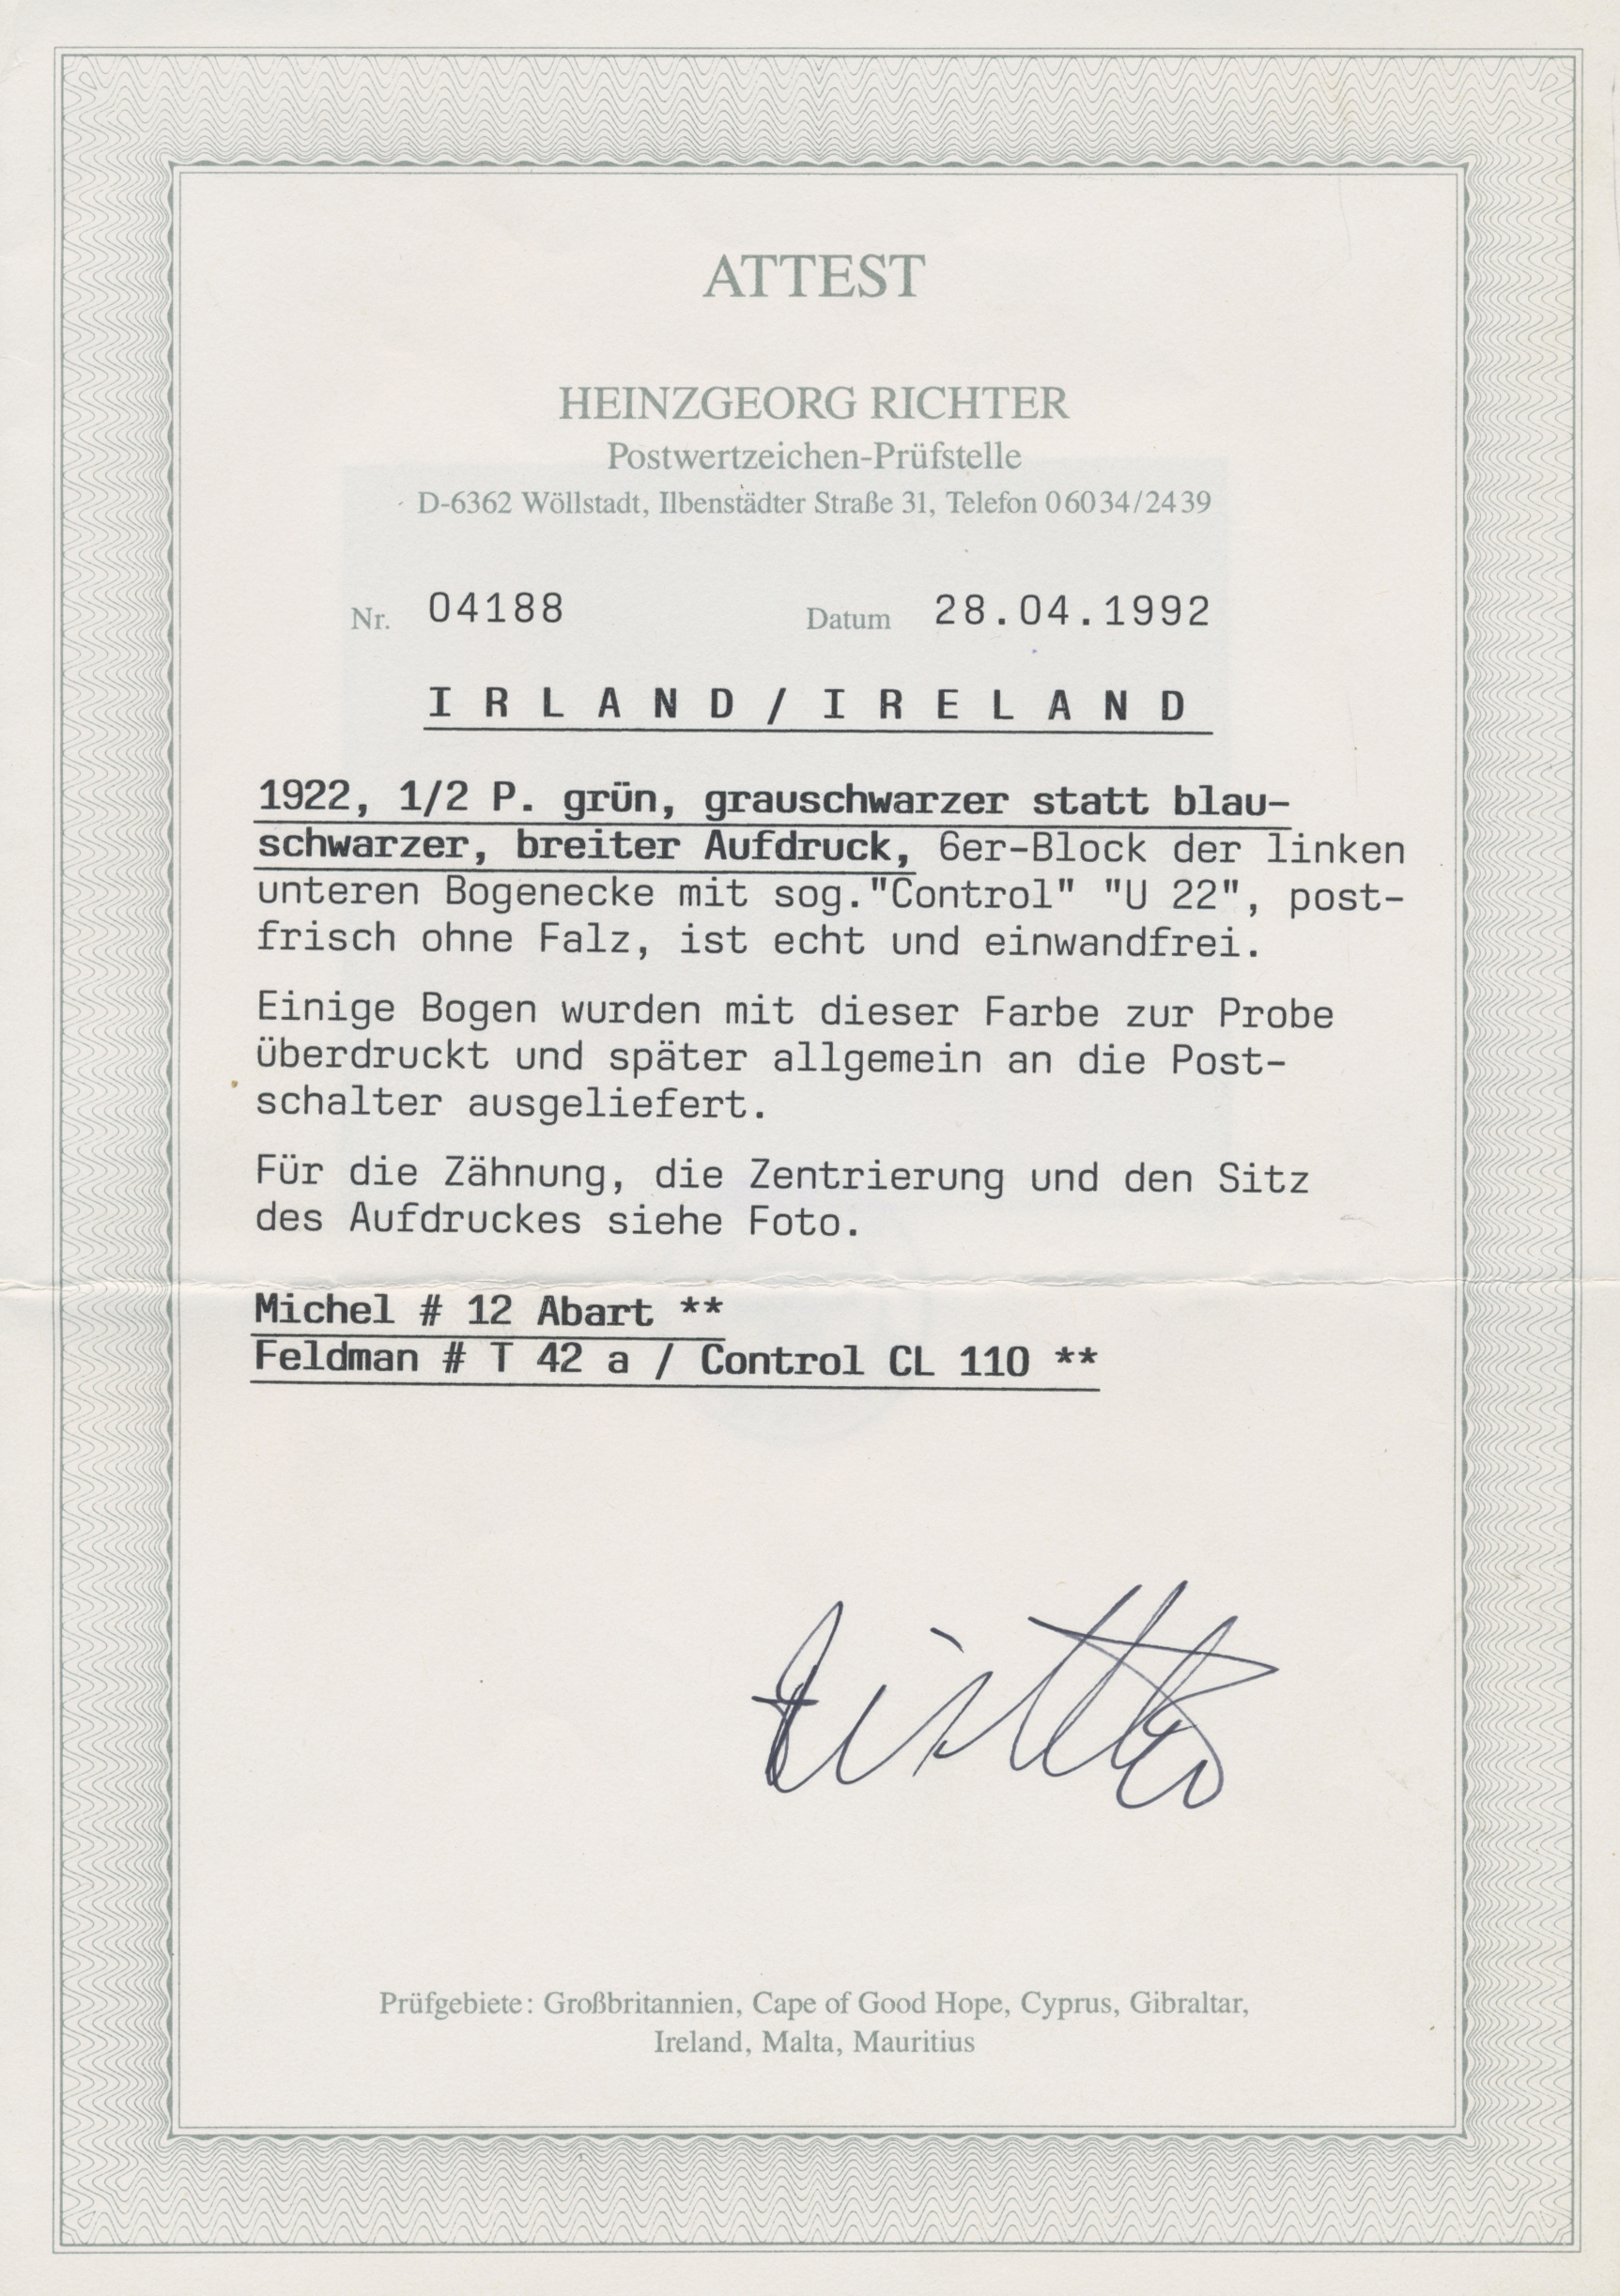 ATTEST
HEINZGEORG RICHTER
Postwertzeichen-Prüfstelle
D-6362 Wöllstadt, Ilbenstädter Straße 31, Telefon 06034/2439
Nr. 04188 Datum 28.04.1992
IRLAND/IRELAND
1922, 1/2 P. grün, grauschwarzer statt blau-
schwarzer, breiter Aufdruck, 6er-Block der linken
unteren Bogenecke mit sog."Control" "U 22", post-
frisch ohne Falz, ist echt und einwandfrei.
Einige Bogen wurden mit dieser Farbe zur Probe
überdruckt und später allgemein an die Post-
schalter ausgeliefert.
Für die Zähnung, die Zentrierung und den Sitz
des Aufdruckes siehe Foto.
Michel # 12 Abart **
Feldman # T 42 a / Control CL 110 **
Prüfgebiete: Großbritannien, Cape of Good Hope, Cyprus, Gibraltar,
Ireland, Malta, Mauritius